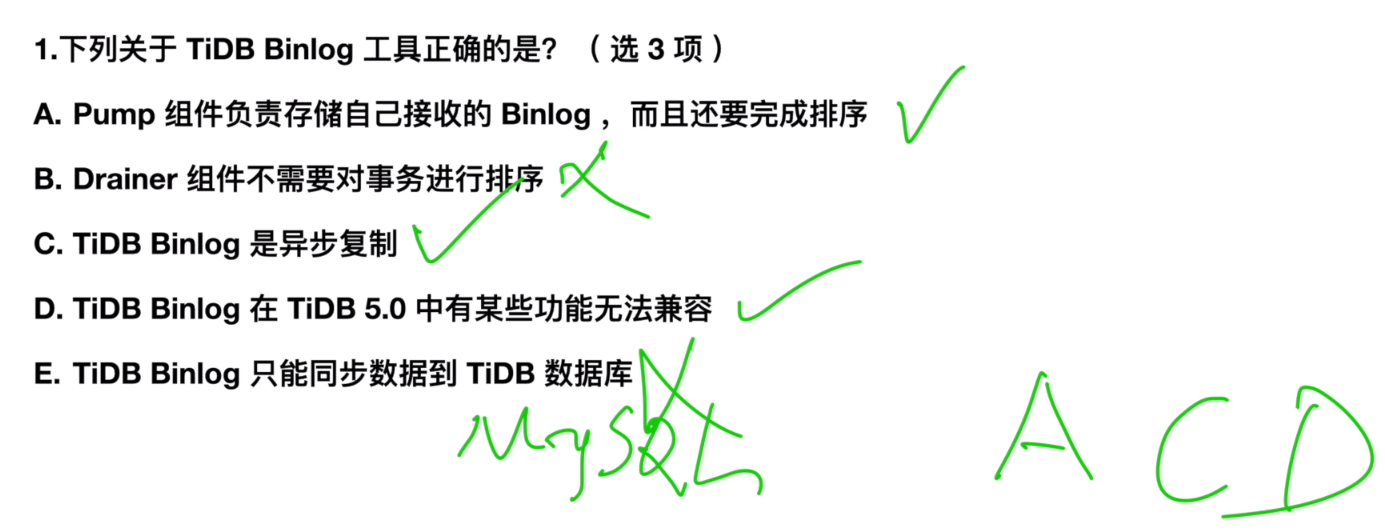 1.下列关于 TiDB Binlog 工具正确的是？（选 3 项）
A. Pump 组件负责存储自己接收的 Binlog ，而且还要完成排序
B. Drainer 组件不需要对事务进行排序
C. TiDB Binlog 是异步复制
D. TiDB Binlog 在 TiDB 5.0 中有某些功能无法兼容
E. TiDB Binlog 只能同步数据到 TiDB 数据库
MySQL
A C D